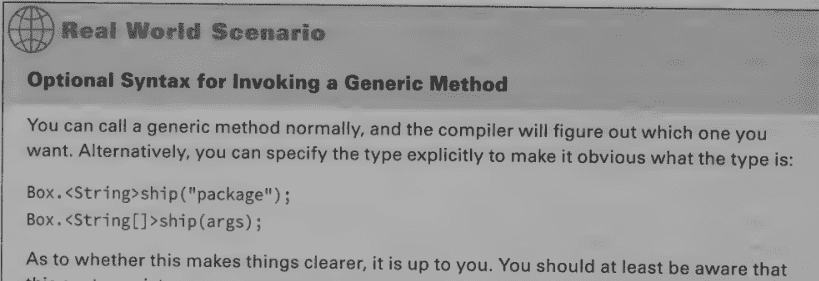 Real World Scenario
Optional Syntax for Invoking a Generic Method
You can call a generic method normally, and the compiler will figure out which one you
want. Alternatively, you can specify the type explicitly to make it obvious what the type is:
Box.<String>ship("package");
Box.<String[]>ship(args);
As to whether this makes things clearer, it is up to you. You should at least be aware that